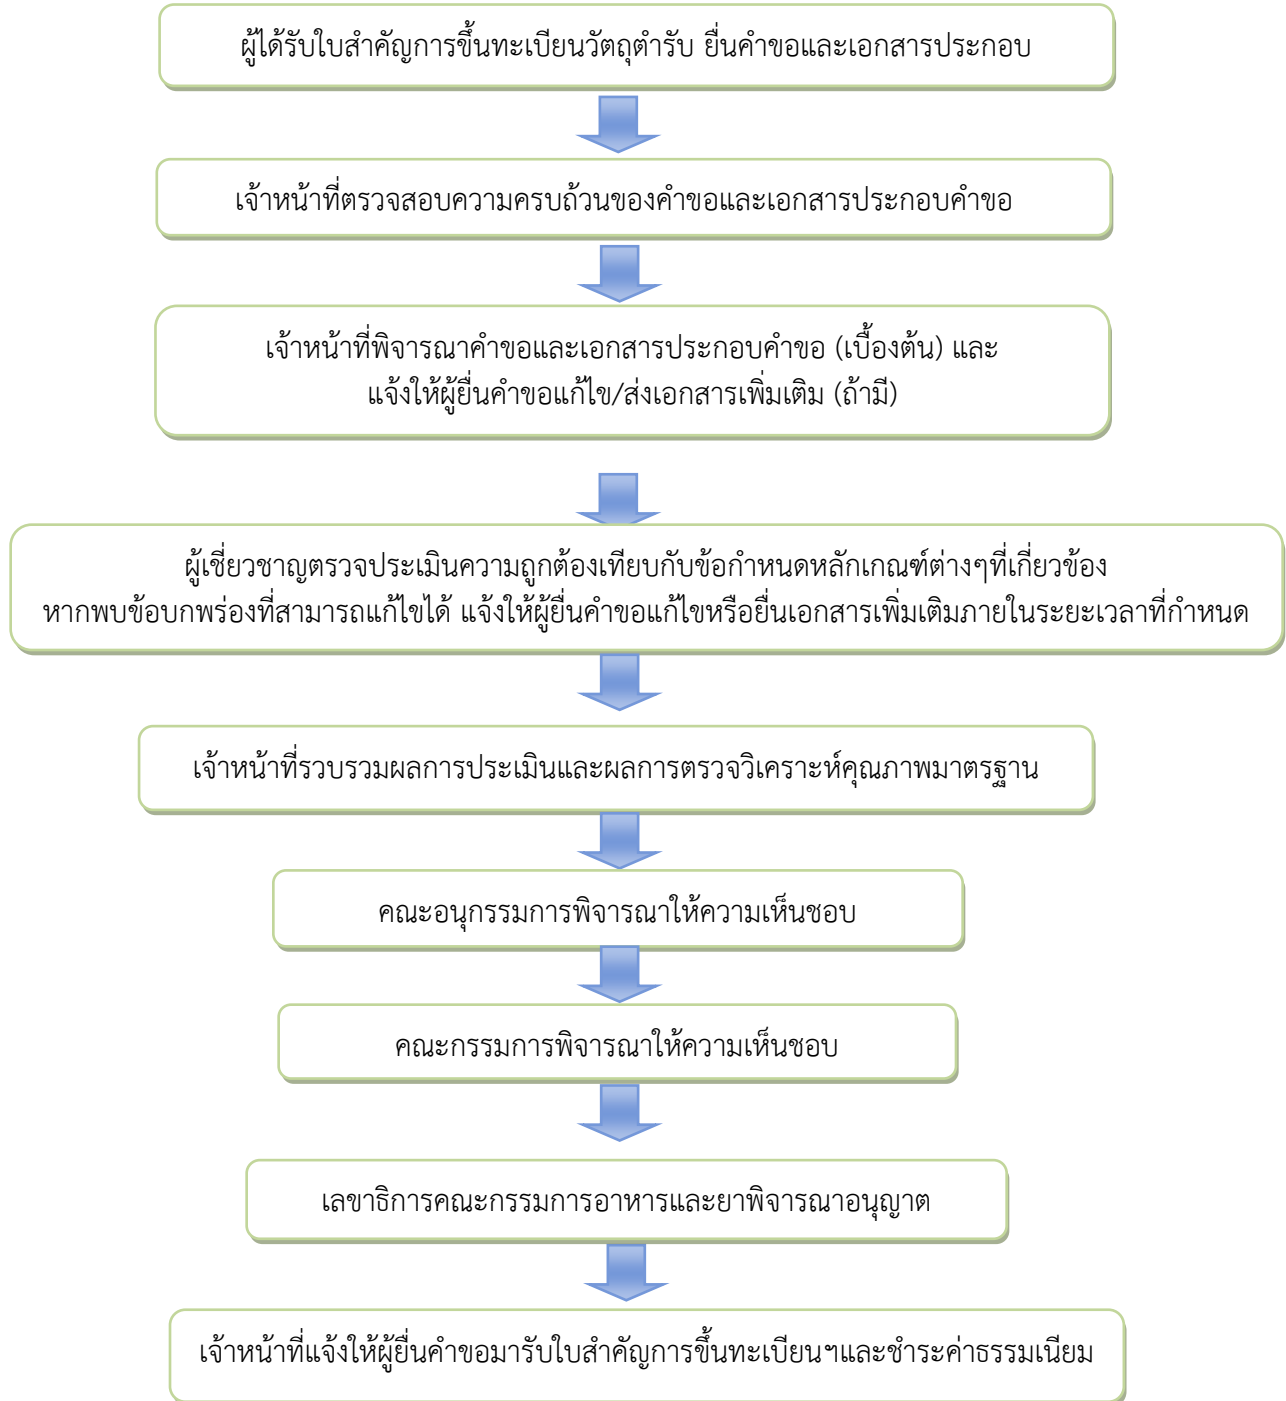 ผู้ได้รับใบสำคัญการขึ้นทะเบียนวัตถุตำรับ ยื่นคำขอและเอกสารประกอบ
เจ้าหน้าที่ตรวจสอบความครบถ้วนของคำขอและเอกสารประกอบคำขอ
เจ้าหน้าที่พิจารณาคำขอและเอกสารประกอบคำขอ (เบื้องต้น) และ
แจ้งให้ผู้ยื่นคำขอแก้ไข/ส่งเอกสารเพิ่มเติม (ถ้ามี)
ผู้เชี่ยวชาญตรวจประเมินความถูกต้องเทียบกับข้อกำหนดหลักเกณฑ์ต่างๆที่เกี่ยวข้อง
หากพบข้อบกพร่องที่สามารถแก้ไขได้ แจ้งให้ผู้ยื่นคำขอแก้ไขหรือยื่นเอกสารเพิ่มเติมภายในระยะเวลาที่กำหนด
เจ้าหน้าที่รวบรวมผลการประเมินและผลการตรวจวิเคราะห์คุณภาพมาตรฐาน
คณะอนุกรรมการพิจารณาให้ความเห็นชอบ
คณะกรรมการพิจารณาให้ความเห็นชอบ
เลขาธิการคณะกรรมการอาหารและยาพิจารณาอนุญาต
เจ้าหน้าที่แจ้งให้ผู้ยื่นคำขอมารับใบสำคัญการขึ้นทะเบียนฯและชำระค่าธรรมเนียม